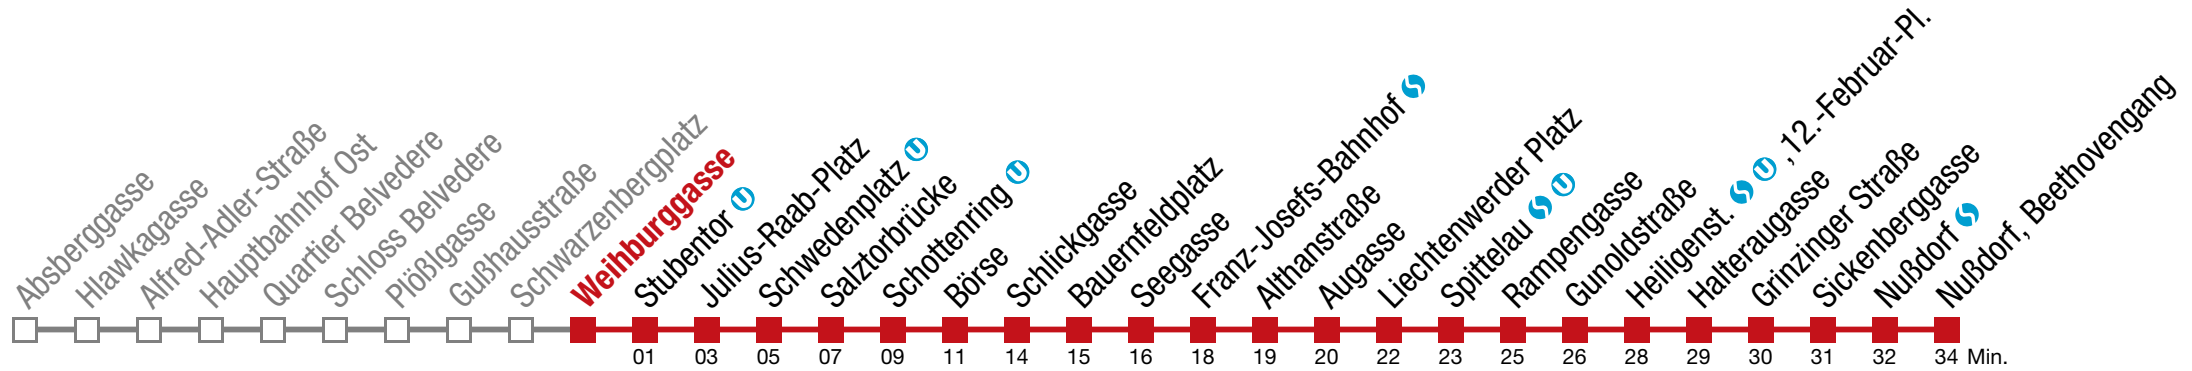 Absberggasse
Hlawkagasse
Alfred-Adler-Straße
Hauptbahnhof Ost
Quartier Belvedere
Schloss Belvedere
Plößlgasse
Gußhausstraße
Schwarzenbergplatz
Weihburggasse
Stubentor U
Julius-Raab-Platz
Schwedenplatz U
Salztorbrücke
Schottenring U
Börse
Schlickgasse
Bauernfeldplatz
Seegasse
Franz-Josefs-Bahnhof S
Althanstraße
Augasse
Liechtenwerder Platz
Spittelau S U
Rampengasse
Gunoldstraße
Heiligenst. S U ,12.-Februar-Pl.
Halteraugasse
Grinzinger Straße
Sickenberggasse
Nußdorf S
Nußdorf, Beethovengang
01 03 05 07 09 11 14 15 16 18 19 20 22 23 25 26 28 29 30 31 32 34 Min.